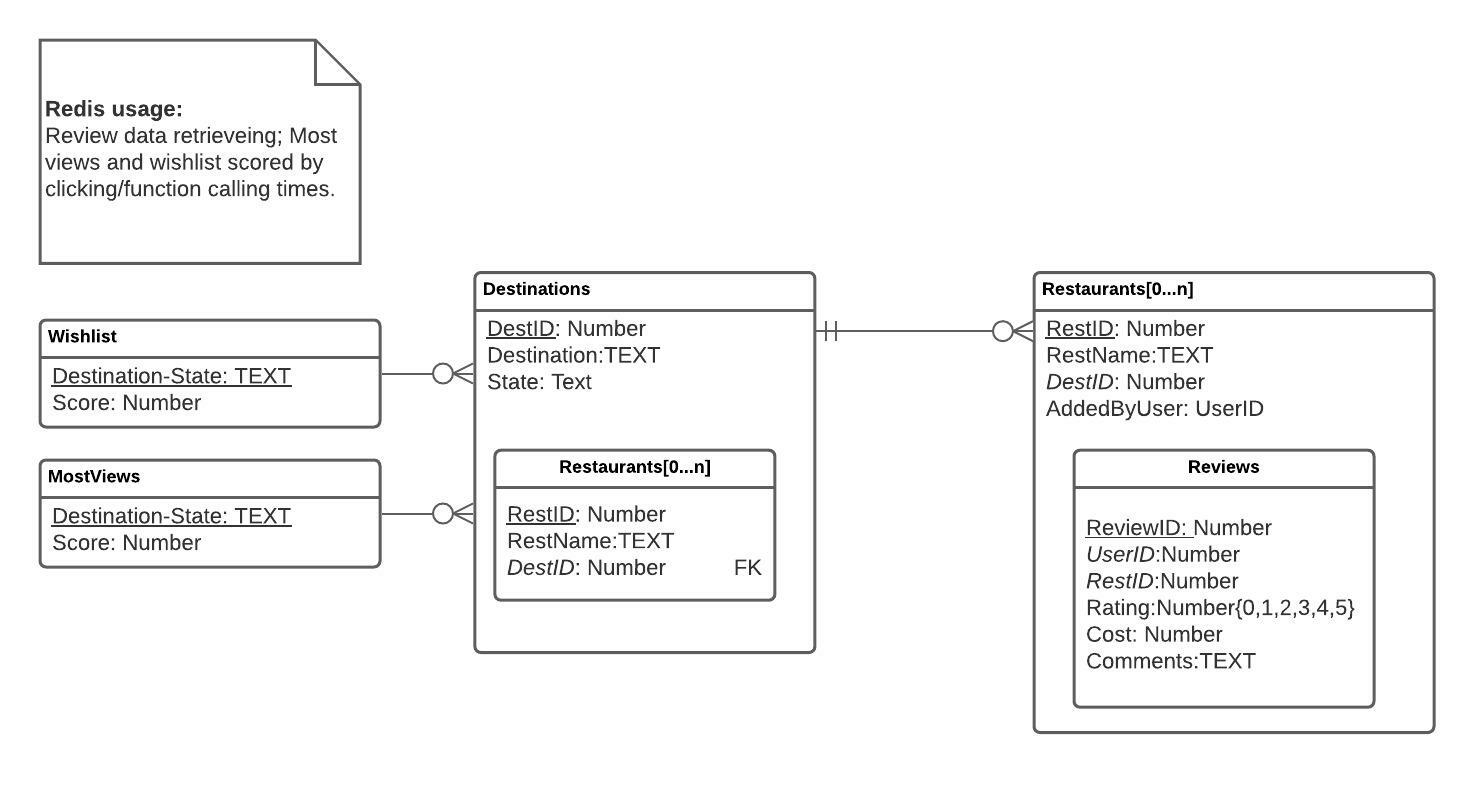 Redis usage:
Review data retrieveing; Most
views and wishlist scored by
clicking/function calling times.
Wishlist
Destination-State: TEXT
Score: Number
MostViews
Destination-State: TEXT
Score: Number
Destinations
DestID: Number
Destination:TEXT
State: Text
Restaurants[0...n]
RestID: Number
RestName:TEXT
DestID: Number FK
Restaurants[0...n]
RestID: Number
RestName:TEXT
DestID: Number
AddedByUser: UserID
Reviews
ReviewID: Number
UserID:Number
RestID:Number
Rating:Number{0,1,2,3,4,5}
Cost: Number
Comments:TEXT